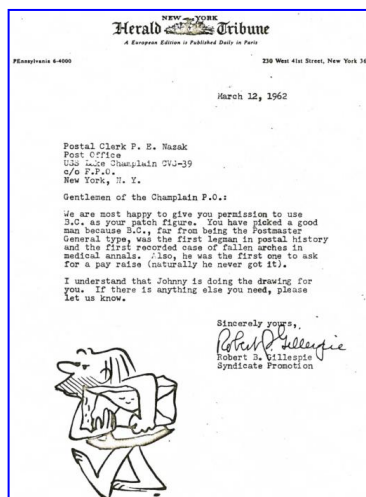 NEW YORK
Herald Tribune
A European Edition is Published Daily in Paris
PEnnsylvania 6-4000
230 West 41st Street, New York 36
March 12, 1962
Postal Clerk P. E. Nazak
Post Office
USS Lake Champlain CVS-39
c/o F.P.O.
New York, N. Y.
Gentlemen of the Champlain P.O.:
We are most happy to give you permission to use
B.C. as your patch figure. You have picked a good
man because B.C., far from being the Postmaster
General type, was the first legman in postal history
and the first recorded case of fallen arches in
medical annals. Also, he was the first one to ask
for a pay raise (naturally he never got it).
I understand that Johnny is doing the drawing for
you. If there is anything else you need, please
let us know.
Sincerely yours,
Robert B. Gillespie
Robert B. Gillespie
Syndicate Promotion